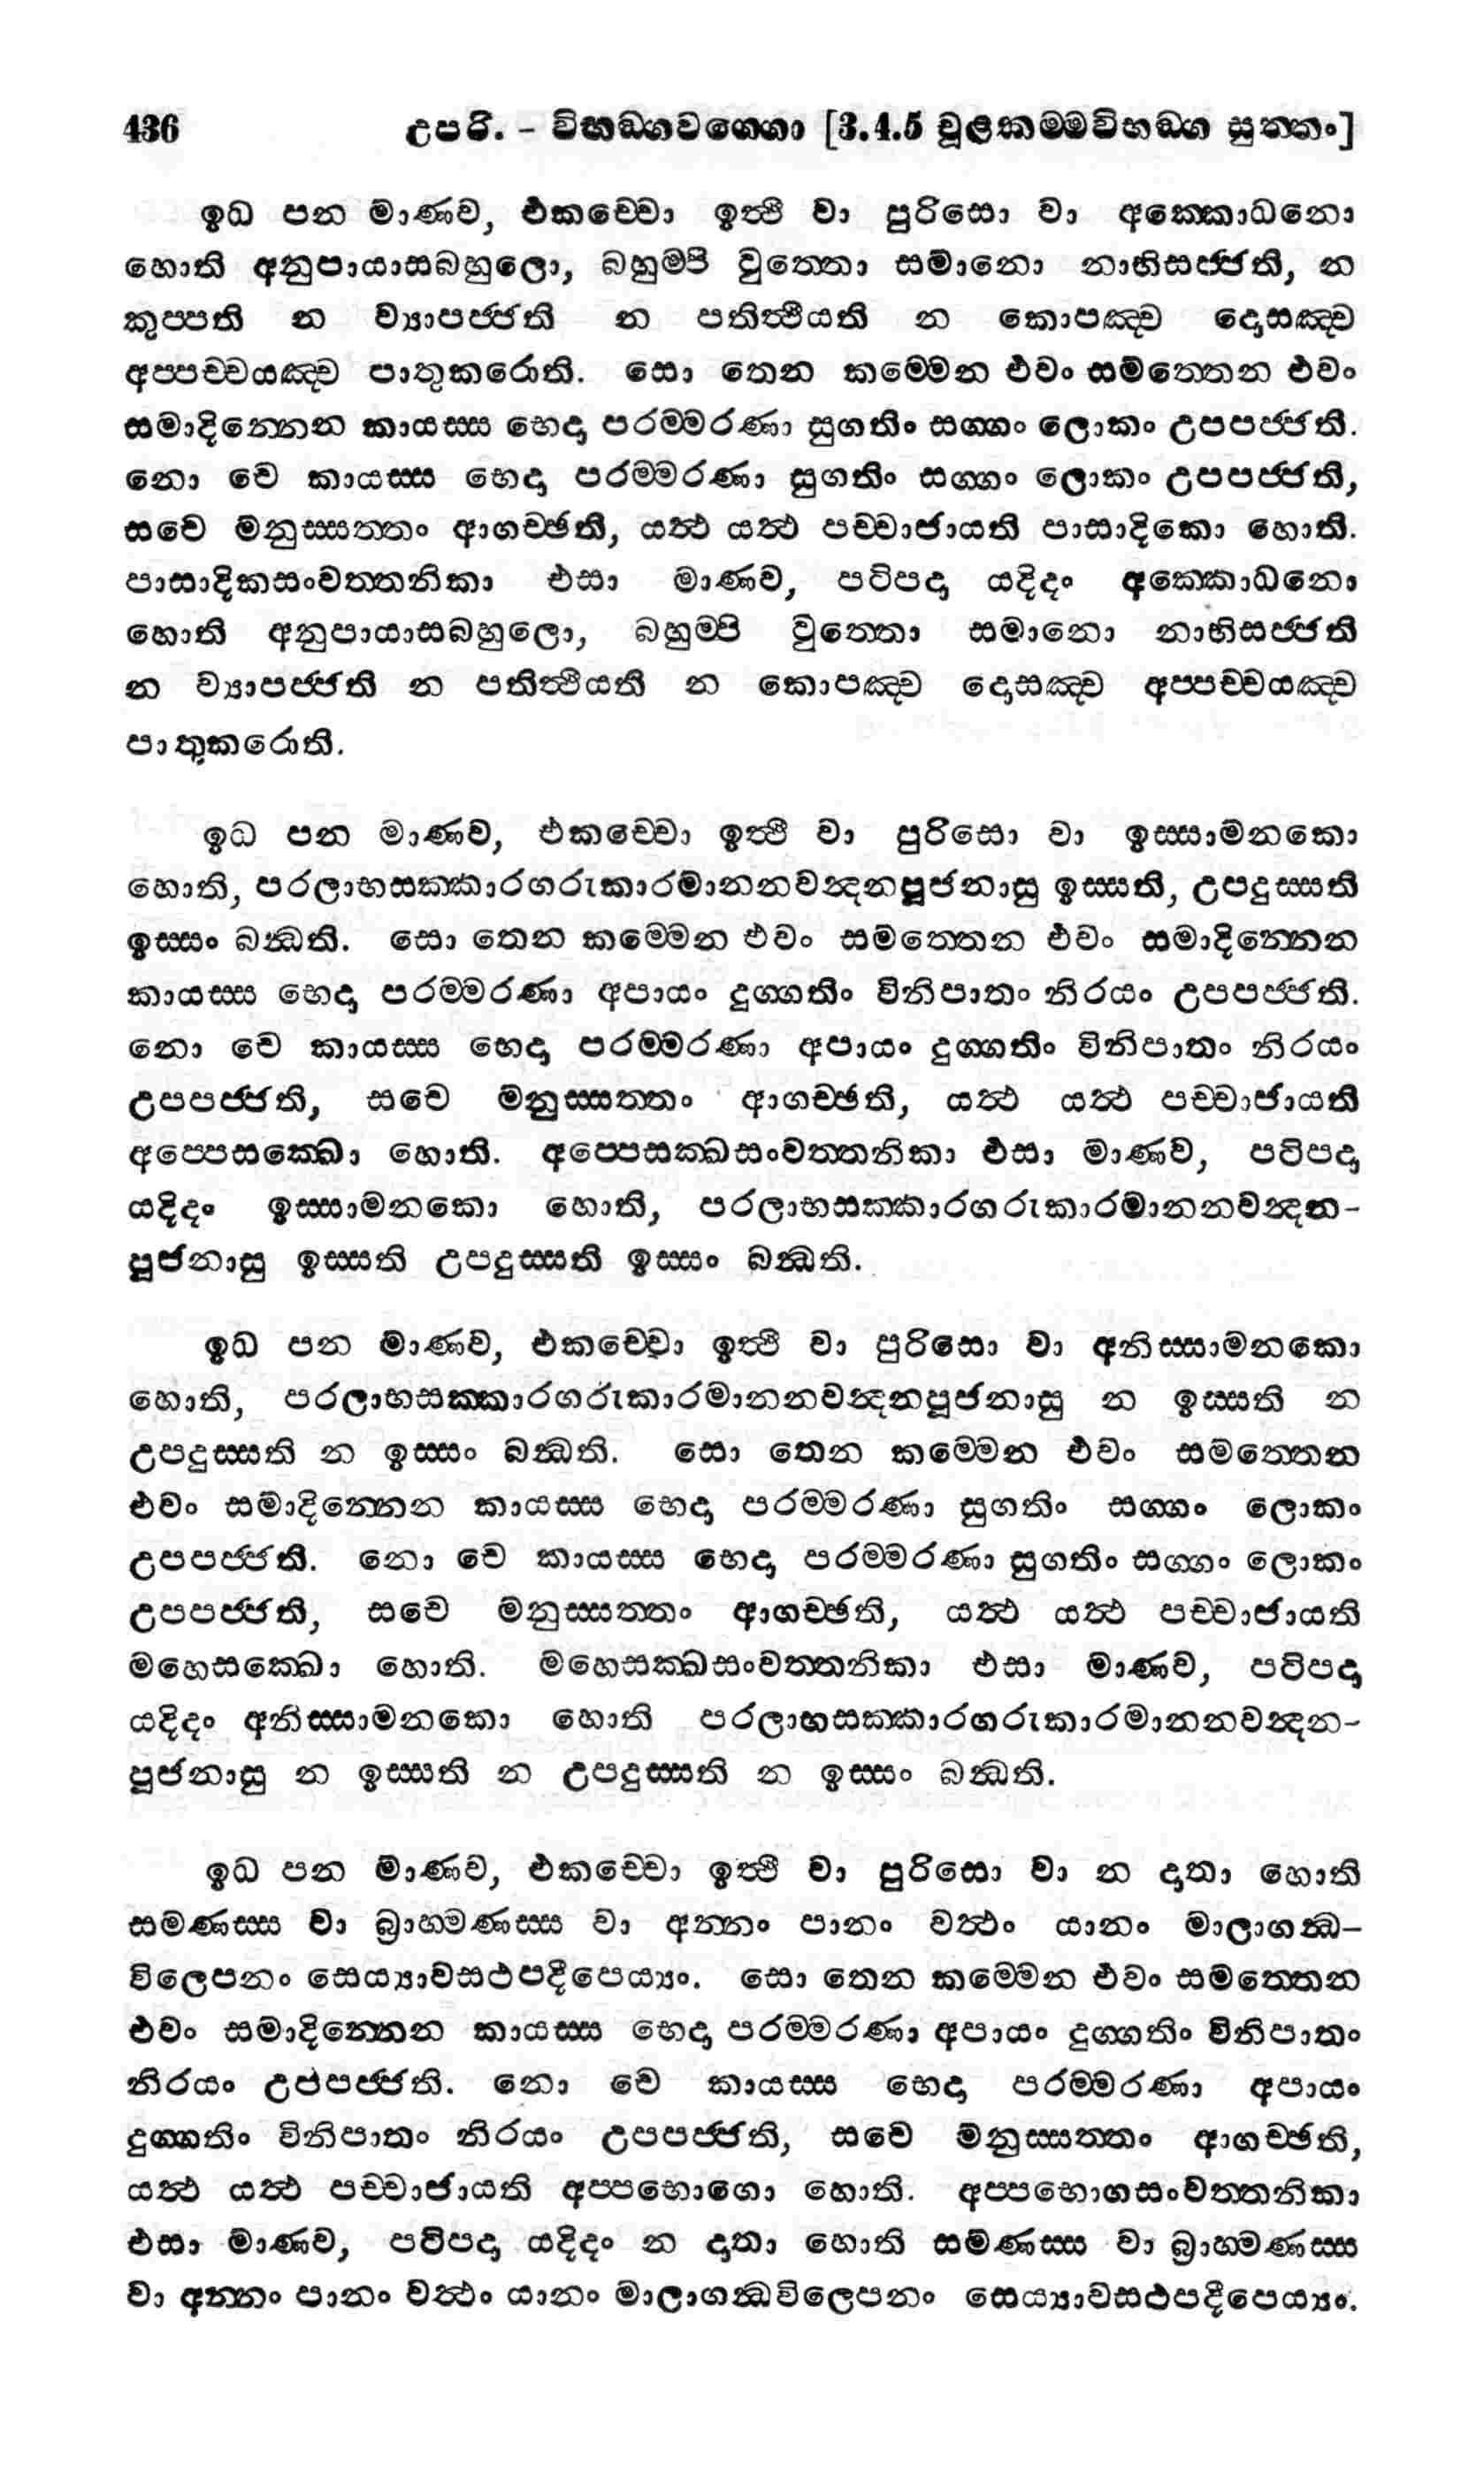 436 උපරි. - විභඞ්ගවග්ගො [3.4.5 චූළකම්මවිභඞ්ග සුත්තං]
ඉධ පන මාණව, එකච්චො ඉත්ථි වා පුරිසො වා අක්කොධනො
හොති අනුපායාසබහුලො, බහුම්පි වුත්තො සමානො නාභිසජ්ජති, න
කුප්පති න ව්‍යාපජ්ජති න පතිත්ථියති න කොපඤ්ච දොසඤ්ච
අප්පච්චයඤ්ච පාතුකරොති. සො තෙන කම්මෙන එවං සමත්තෙන එවං
සමාදින්නෙන කායස්ස භෙදා පරම්මරණා සුගතිං සග්ගං ලොකං උපපජ්ජති.
නො චෙ කායස්ස භෙදා පරම්මරණා සුගතිං සග්ගං ලොකං උපපජ්ජති,
සචෙ මනුස්සත්තං ආගච්ඡති, යත්ථ යත්ථ පච්චාජායති පාසාදිකො හොති.
පාසාදිකසංවත්තනිකා එසා මාණව, පටිපදා යදිදං අක්කොධනො
හොති අනුපායාසබහුලො, බහුම්පි වුත්තො සමානො නාභිසජ්ජති
න ව්‍යාපජ්ජති න පතිත්ථියති න කොපඤ්ච දොසඤ්ච අප්පච්චයඤ්ච
පාතුකරොති.
ඉධ පන මාණව, එකච්චො ඉත්ථි වා පුරිසො වා ඉස්සාමනකො
හොති, පරලාභසක්කාරගරුකාරමානනවන්දනපූජනාසු ඉස්සති, උපදුස්සති
ඉස්සං බන්ධති. සො තෙන කම්මෙන එවං සමත්තෙන එවං සමාදින්නෙන
කායස්ස භෙදා පරම්මරණා අපායං දුග්ගතිං විනිපාතං නිරයං උපපජ්ජති.
නො චෙ කායස්ස භෙදා පරම්මරණා අපායං දුග්ගතිං විනිපාතං නිරයං
උපපජ්ජති, සචෙ මනුස්සත්තං ආගච්ඡති, යත්ථ යත්ථ පච්චාජායති
අප්පෙසක්ඛො හොති. අප්පෙසක්ඛසංවත්තනිකා එසා මාණව, පටිපදා
යදිදං ඉස්සාමනකො හොති, පරලාභසක්කාරගරුකාරමානනවන්දන-
පූජනාසු ඉස්සති උපදුස්සති ඉස්සං බන්ධති.
ඉධ පන මාණව, එකච්චො ඉත්ථි වා පුරිසො වා අනිස්සාමනකො
හොති, පරලාභසක්කාරගරුකාරමානනවන්දනපූජනාසු න ඉස්සති න
උපදුස්සති න ඉස්සං බන්ධති. සො තෙන කම්මෙන එවං සමත්තෙන
එවං සමාදින්නෙන කායස්ස භෙදා පරම්මරණා සුගතිං සග්ගං ලොකං
උපපජ්ජති. නො චෙ කායස්ස භෙදා පරම්මරණා සුගතිං සග්ගං ලොකං
උපපජ්ජති, සචෙ මනුස්සත්තං ආගච්ඡති, යත්ථ යත්ථ පච්චාජායති
මහෙසක්ඛො හොති. මහෙසක්ඛසංවත්තනිකා එසා මාණව, පටිපදා
යදිදං අනිස්සාමනකො හොති පරලාභසක්කාරගරුකාරමානනවන්දන-
පූජනාසු න ඉස්සති න උපදුස්සති න ඉස්සං බන්ධති.
ඉධ පන මාණව, එකච්චො ඉත්ථි වා පුරිසො වා න දාතා හොති
සමණස්ස වා බ්‍රාහ්මණස්ස වා අන්නං පානං වත්ථං යානං මාලාගන්ධ-
විලෙපනං සෙය්‍යාවසථපදීපෙය්‍යං. සො තෙන කම්මෙන එවං සමත්තෙන
එවං සමාදින්නෙන කායස්ස භෙදා පරම්මරණා අපායං දුග්ගතිං විනිපාතං
නිරයං උපපජ්ජති. නො චෙ කායස්ස භෙදා පරම්මරණා අපායං
දුග්ගතිං විනිපාතං නිරයං උපපජ්ජති, සචෙ මනුස්සත්තං ආගච්ඡති,
යත්ථ යත්ථ පච්චාජායති අප්පභොගො හොති. අප්පභොගසංවත්තනිකා
එසා මාණව, පටිපදා යදිදං න දාතා හොති සමණස්ස වා බ්‍රාහ්මණස්ස
වා අන්නං පානං වත්ථං යානං මාලාගන්ධවිලෙපනං සෙය්‍යාවසථපදීපෙය්‍යං.